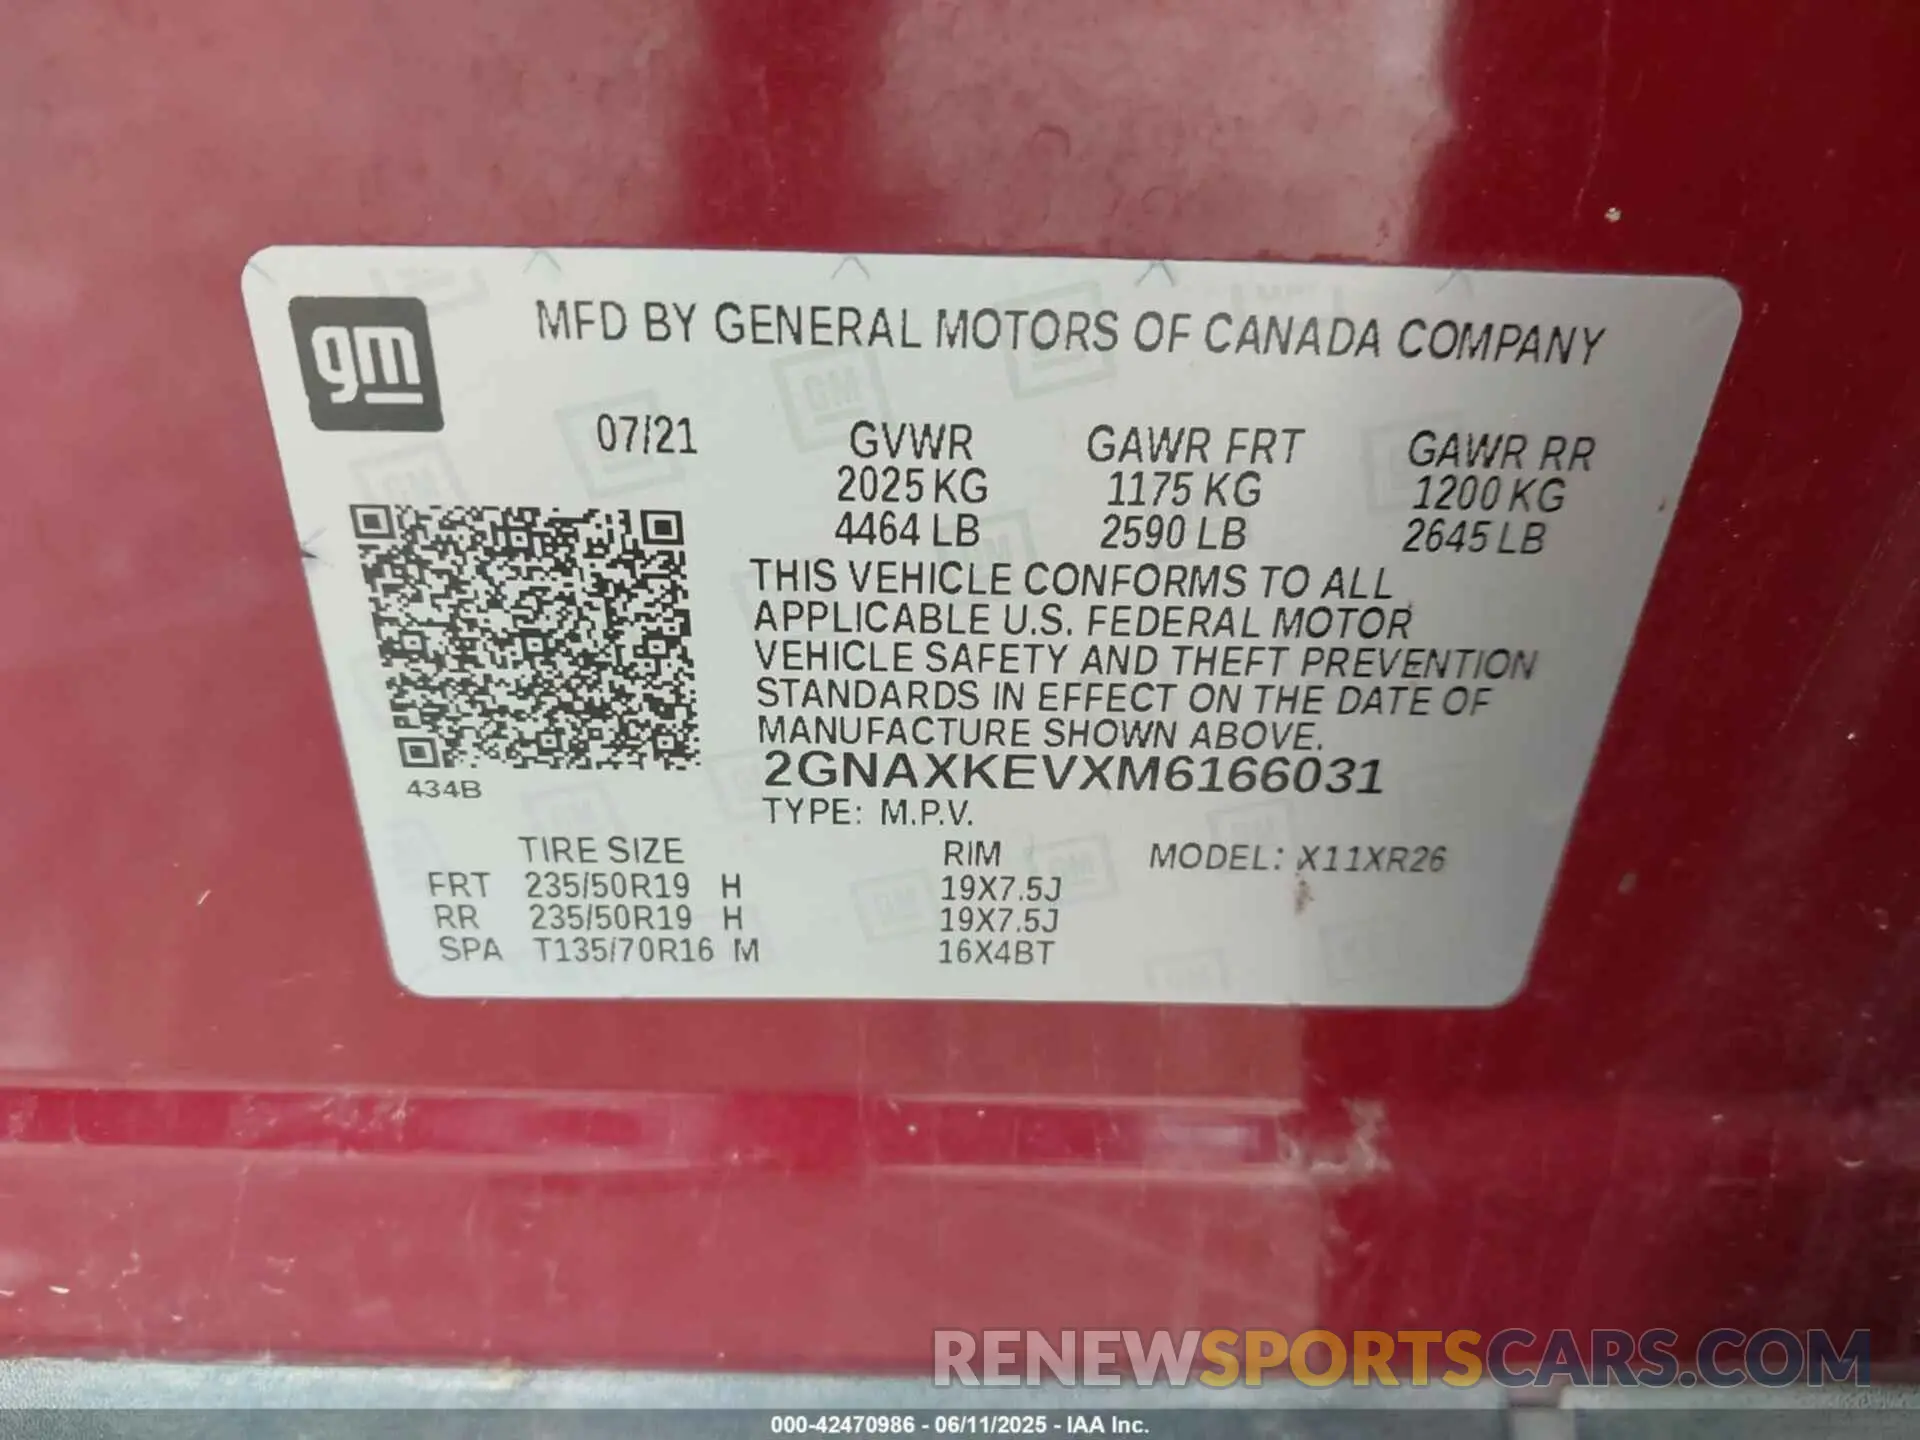 gm
MFD BY GENERAL MOTORS OF CANADA COMPANY
07/21 GVWR GAWR FRT GAWR RR
2025 KG 1175 KG 1200 KG
4464 LB 2590 LB 2645 LB
THIS VEHICLE CONFORMS TO ALL
APPLICABLE U.S. FEDERAL MOTOR
VEHICLE SAFETY AND THEFT PREVENTION
STANDARDS IN EFFECT ON THE DATE OF
MANUFACTURE SHOWN ABOVE.
2GNAXKEVXM6166031
434B
TYPE: M.P.V.
TIRE SIZE RIM MODEL: X11XR26
FRT 235/50R19 H 19X7.5J
RR 235/50R19 H 19X7.5J
SPA T135/70R16 M 16X4BT
RENEWSPORTSCARS.COM
000-42470986 - 06/11/2025 - IAA Inc.